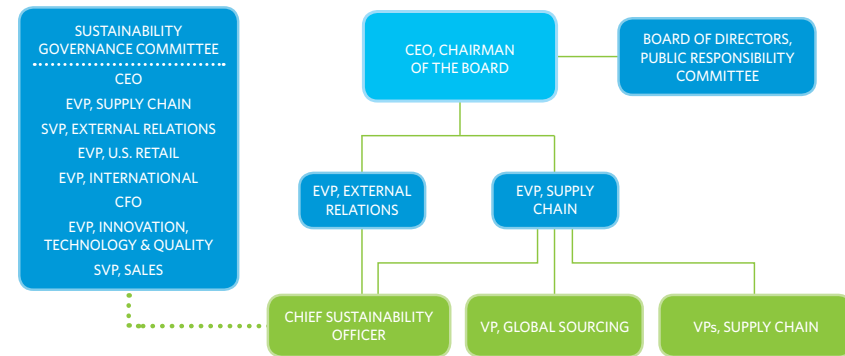 SUSTAINABILITY
GOVERNANCE COMMITTEE
CEO
EVP, SUPPLY CHAIN
SVP, EXTERNAL RELATIONS
EVP, U.S. RETAIL
EVP, INTERNATIONAL
CFO
EVP, INNOVATION,
TECHNOLOGY & QUALITY
SVP, SALES
CEO, CHAIRMAN
OF THE BOARD
BOARD OF DIRECTORS,
PUBLIC RESPONSIBILITY
COMMITTEE
EVP, EXTERNAL
RELATIONS
EVP, SUPPLY
CHAIN
CHIEF SUSTAINABILITY
OFFICER
VP, GLOBAL SOURCING
VPs, SUPPLY CHAIN